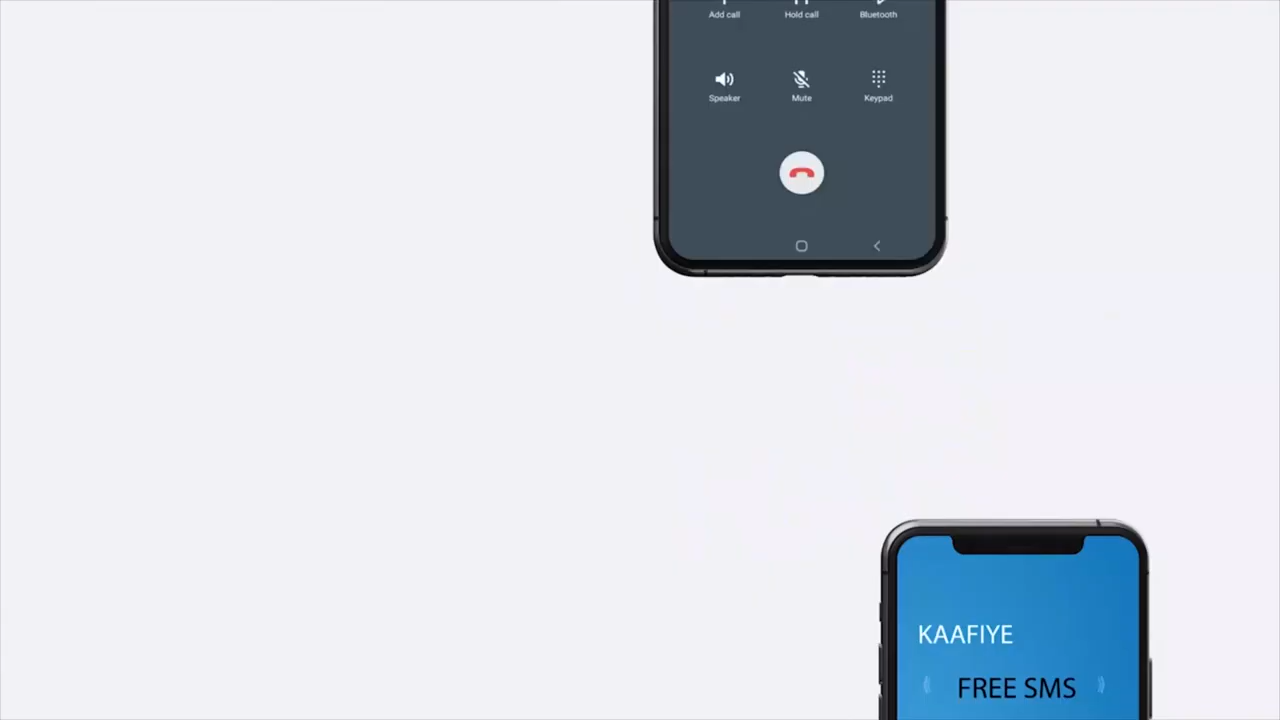 Add call Hold call Bluetooth
Speaker Mute Keypad
KAAFIYE
FREE SMS